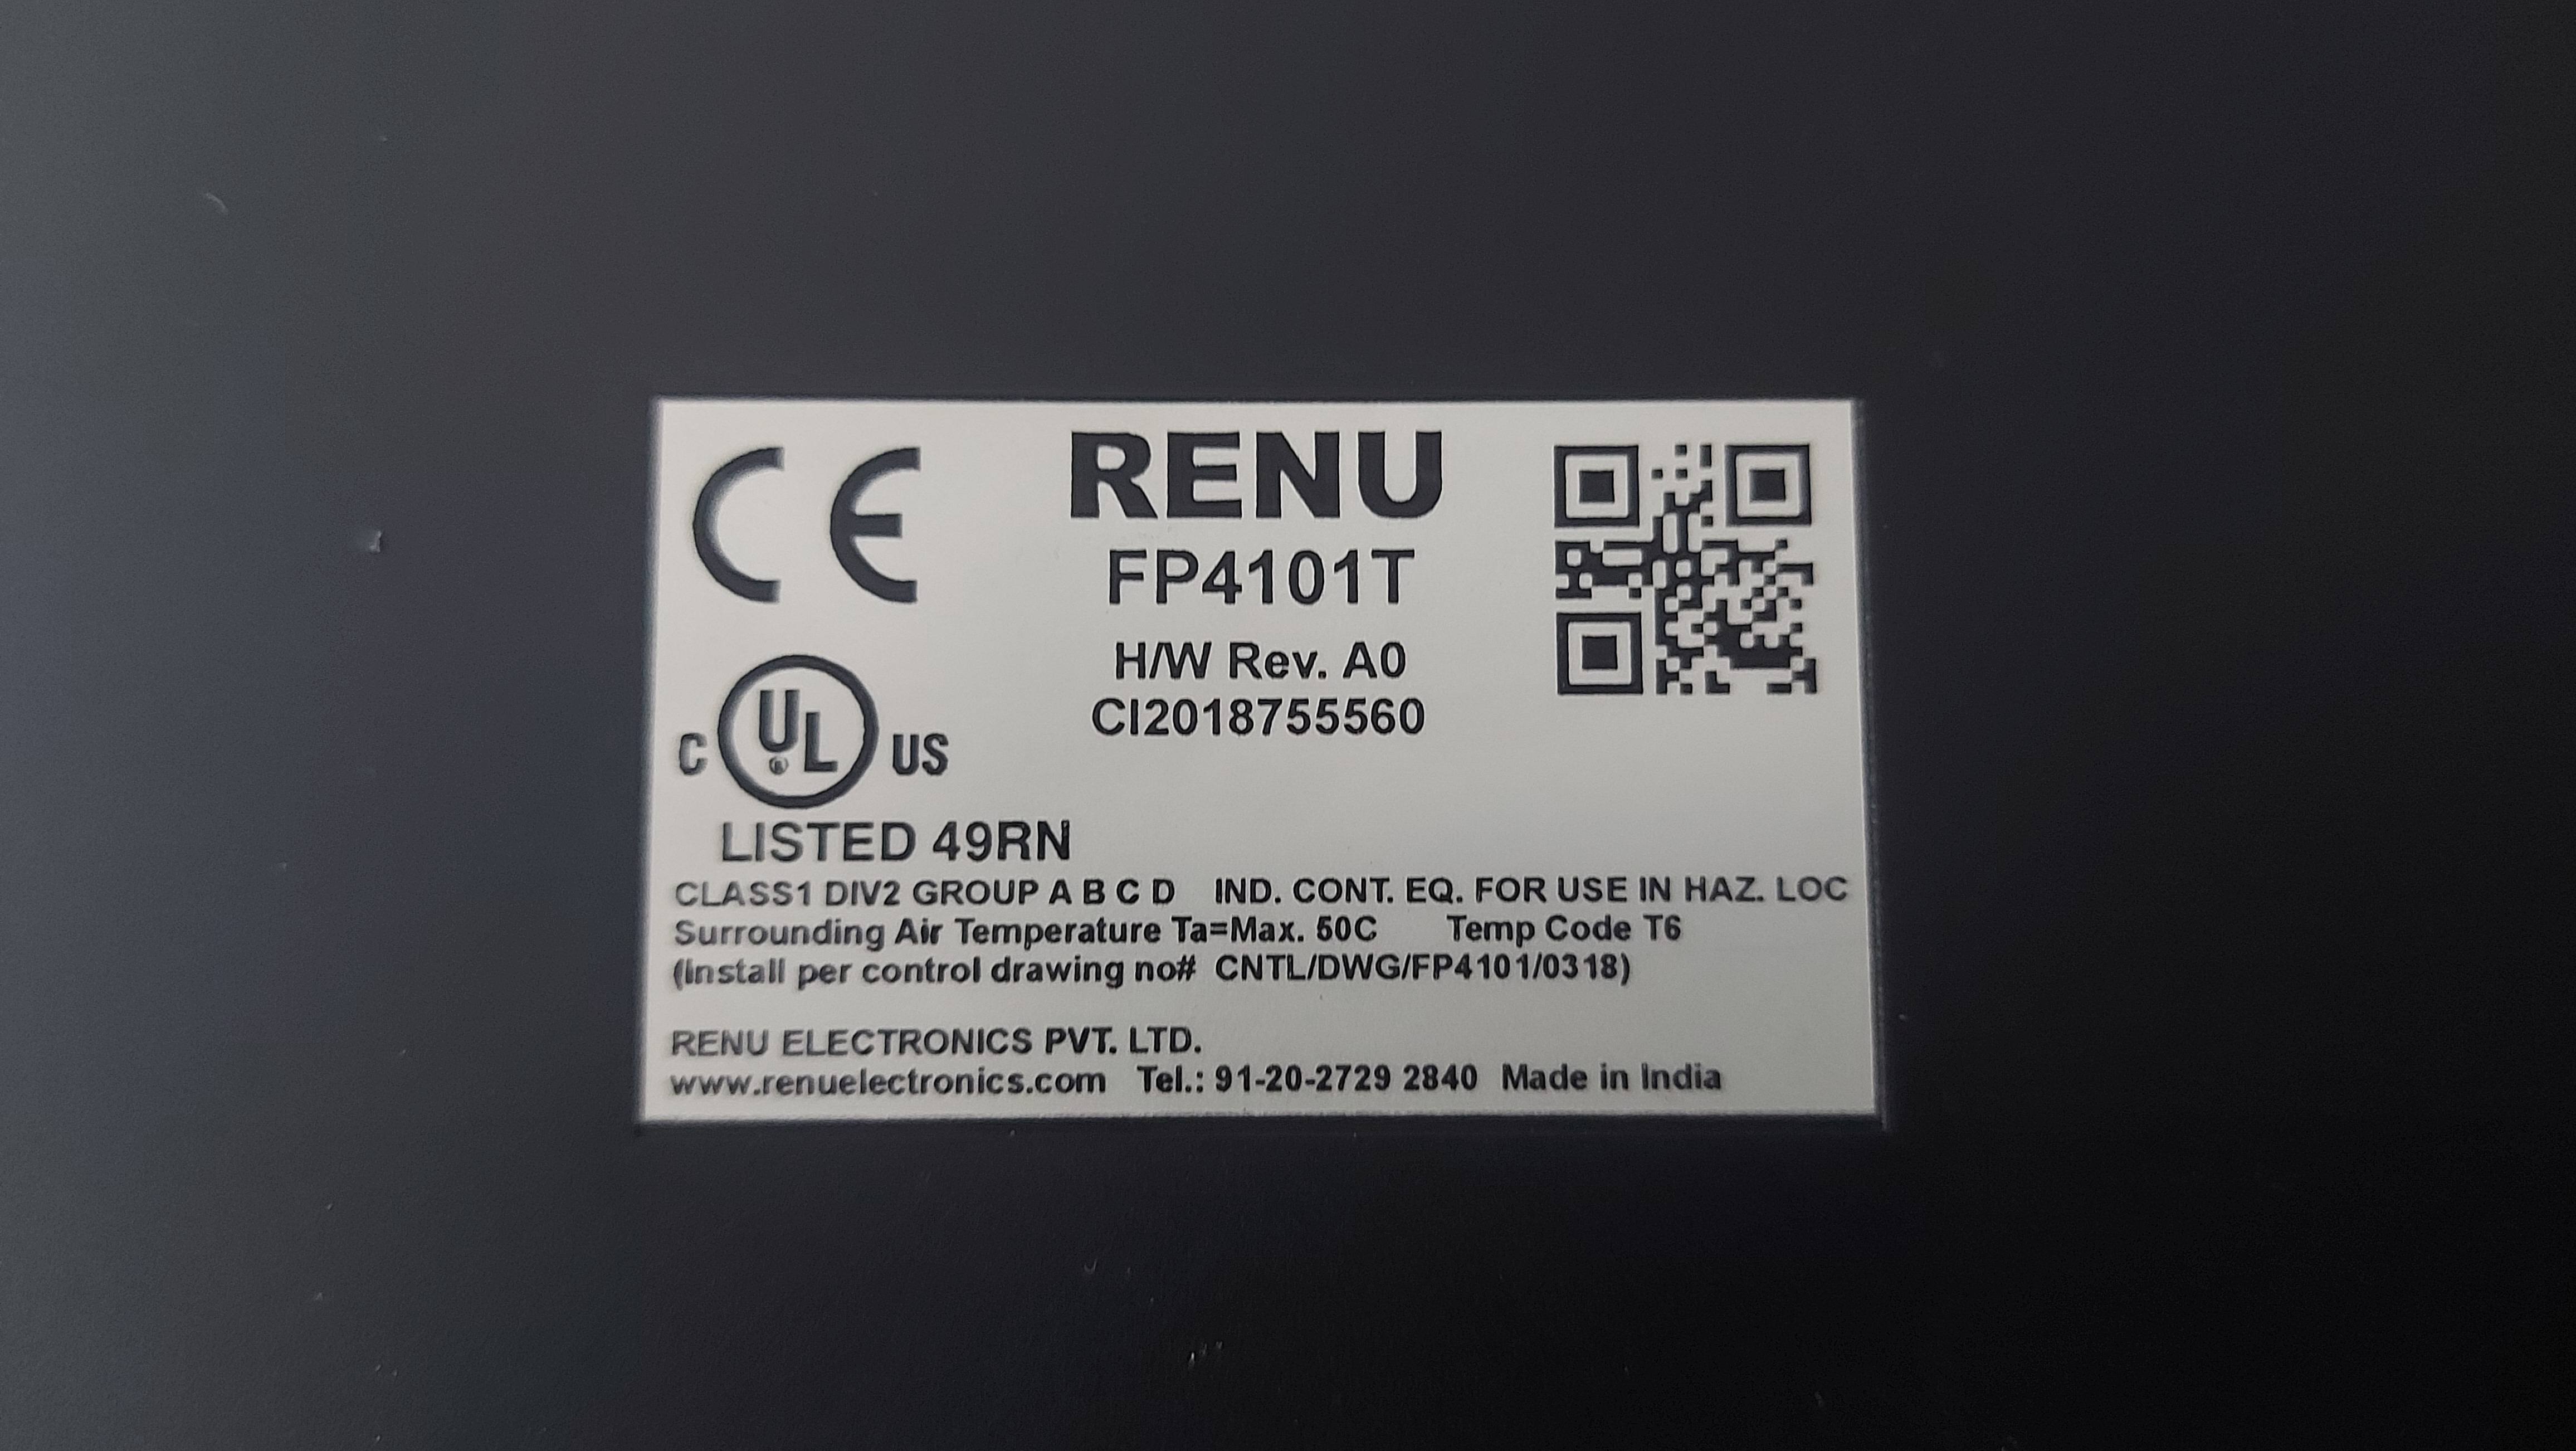 CE
RENU
FP4101T
H/W Rev. A0
CI2018755560
C UL ® US
LISTED 49RN
CLASS1 DIV2 GROUP A B C D IND. CONT. EQ. FOR USE IN HAZ. LOC
Surrounding Air Temperature Ta=Max. 50C Temp Code T6
(Install per control drawing no# CNTL/DWG/FP4101/0318)
RENU ELECTRONICS PVT. LTD.
www.renuelectronics.com Tel.: 91-20-2729 2840 Made in India